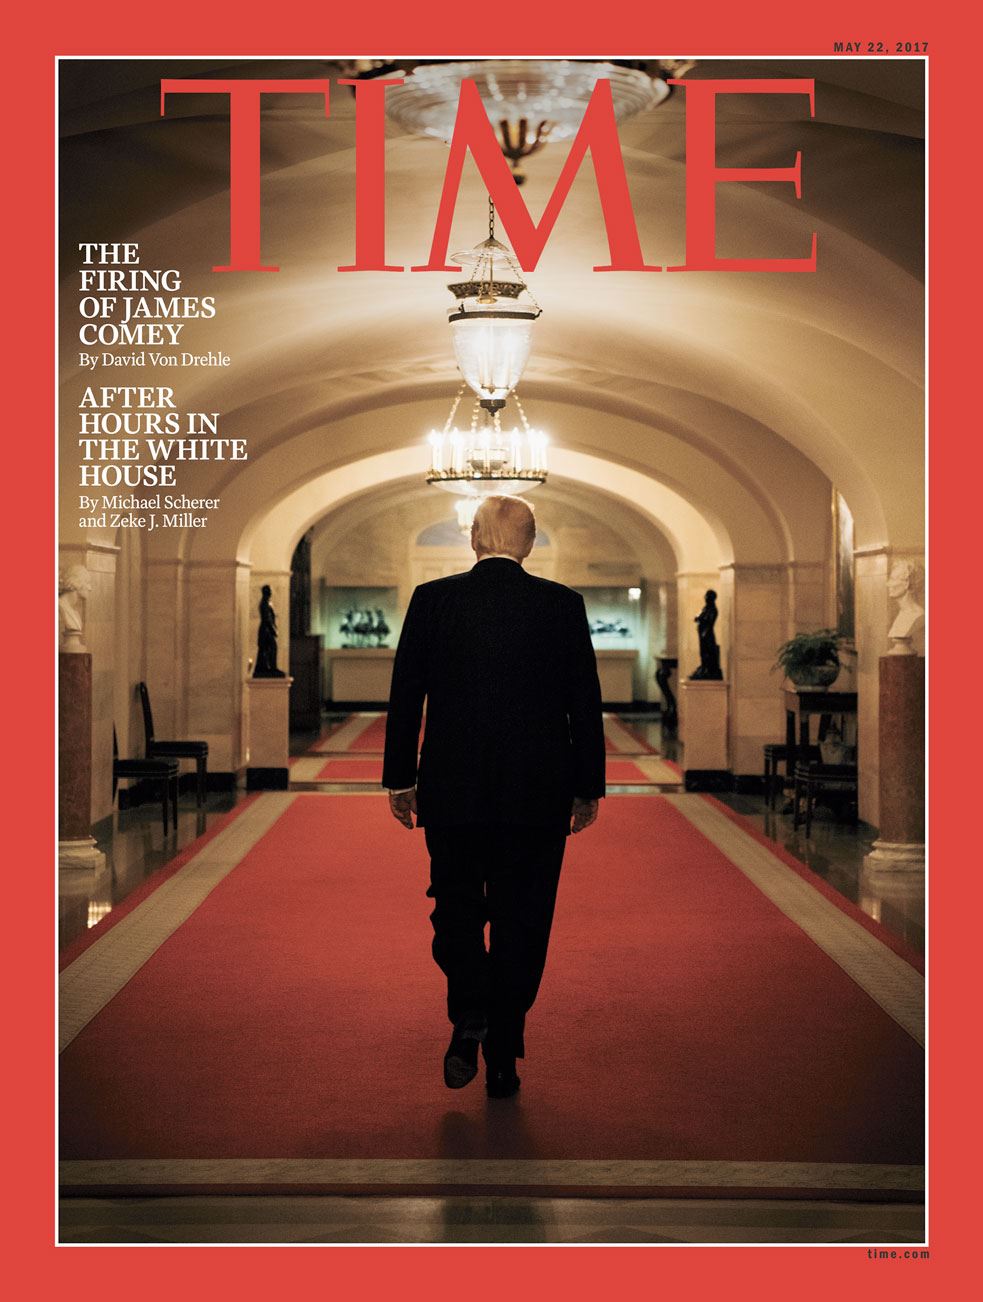 MAY 22, 2017
TIME
THE
FIRING
OF JAMES
COMEY
By David Von Drehle
AFTER
HOURS IN
THE WHITE
HOUSE
By Michael Scherer
and Zeke J. Miller
time.com